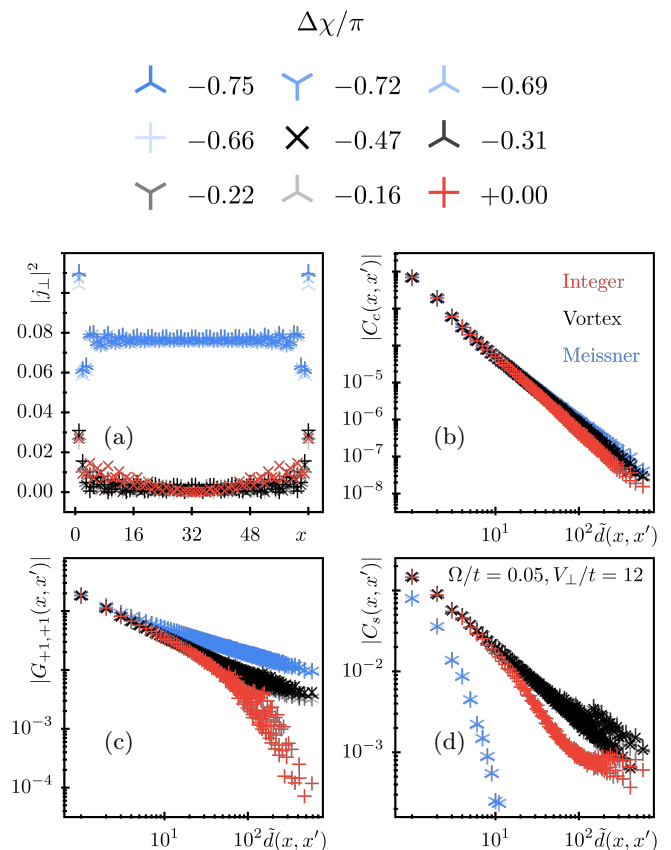 Δχ/π
−0.75 −0.72 −0.69
−0.66 −0.47 −0.31
−0.22 −0.16 +0.00
|j⊥|²
0.08
0.06
0.04
0.02
0.00
(a)
0 16 32 48 x
|C_c(x, x′)|
Integer
Vortex
Meissner
10⁻⁵
10⁻⁶
10⁻⁷
10⁻⁸
(b)
10¹ 10² d̃(x, x′)
|G₊₁,₊₁(x, x′)|
10⁻³
10⁻⁴
(c)
10¹ 10² d̃(x, x′)
|C_s(x, x′)|
Ω/t = 0.05, V⊥/t = 12
10⁻²
10⁻³
(d)
10¹ 10² d̃(x, x′)